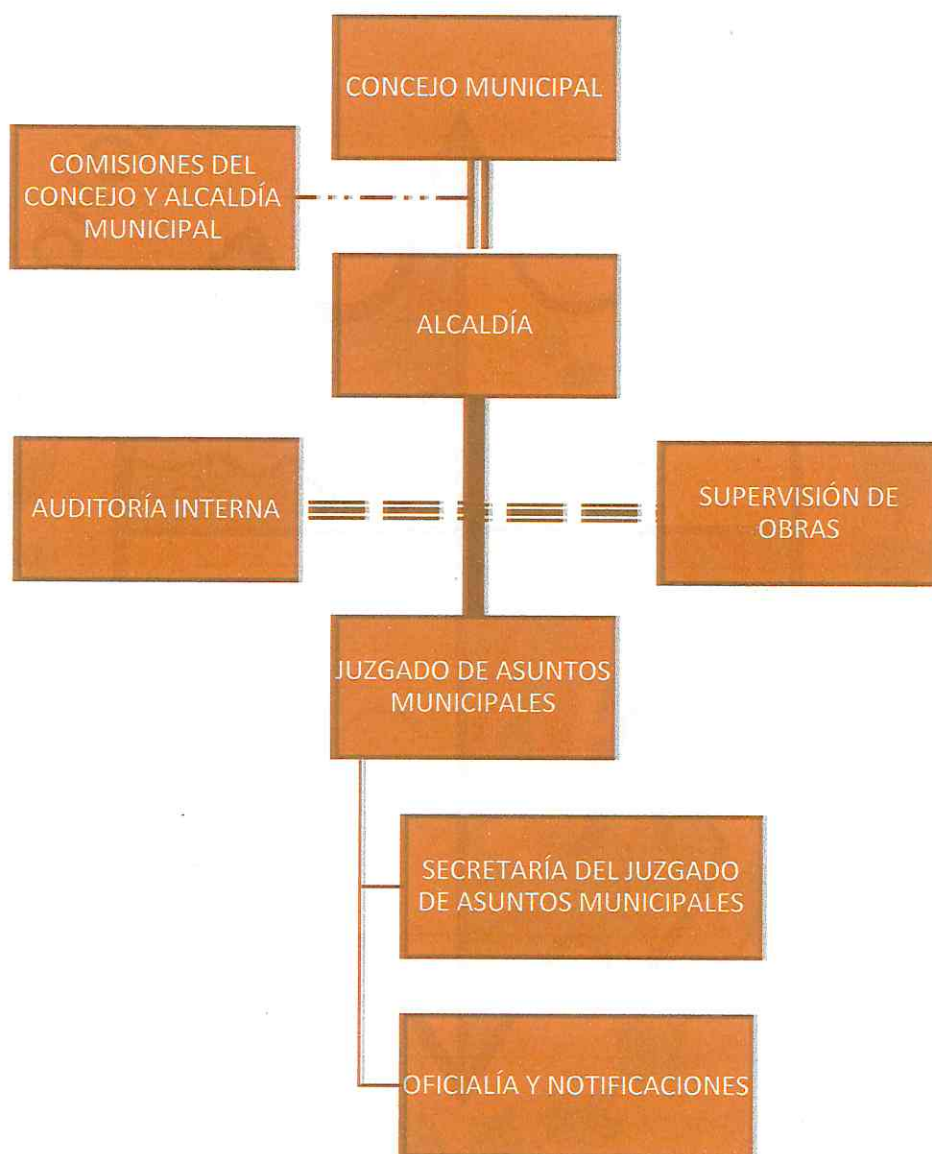 CONCEJO MUNICIPAL
COMISIONES DEL
CONCEJO Y ALCALDÍA
MUNICIPAL
ALCALDÍA
AUDITORÍA INTERNA
SUPERVISIÓN DE
OBRAS
JUZGADO DE ASUNTOS
MUNICIPALES
SECRETARÍA DEL JUZGADO
DE ASUNTOS MUNICIPALES
OFICIALÍA Y NOTIFICACIONES